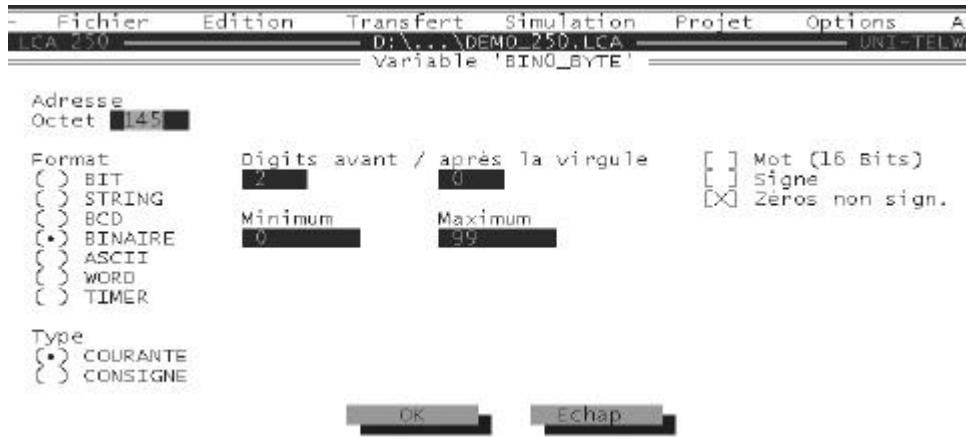 - Fichier Edition Transfert Simulation Projet Options A
LCA 250 D:\...\DEMO_250.LCA UNI-TELW
Variable 'BINO_BYTE'
Adresse
Octet 145
Format Digits avant / après la virgule [ ] Mot (16 Bits)
( ) BIT 2 0 [ ] Signe
( ) STRING [X] Zéros non sign.
( ) BCD Minimum Maximum
(•) BINAIRE 0 99
( ) ASCII
( ) WORD
( ) TIMER
Type
(•) COURANTE
( ) CONSIGNE
OK Echap